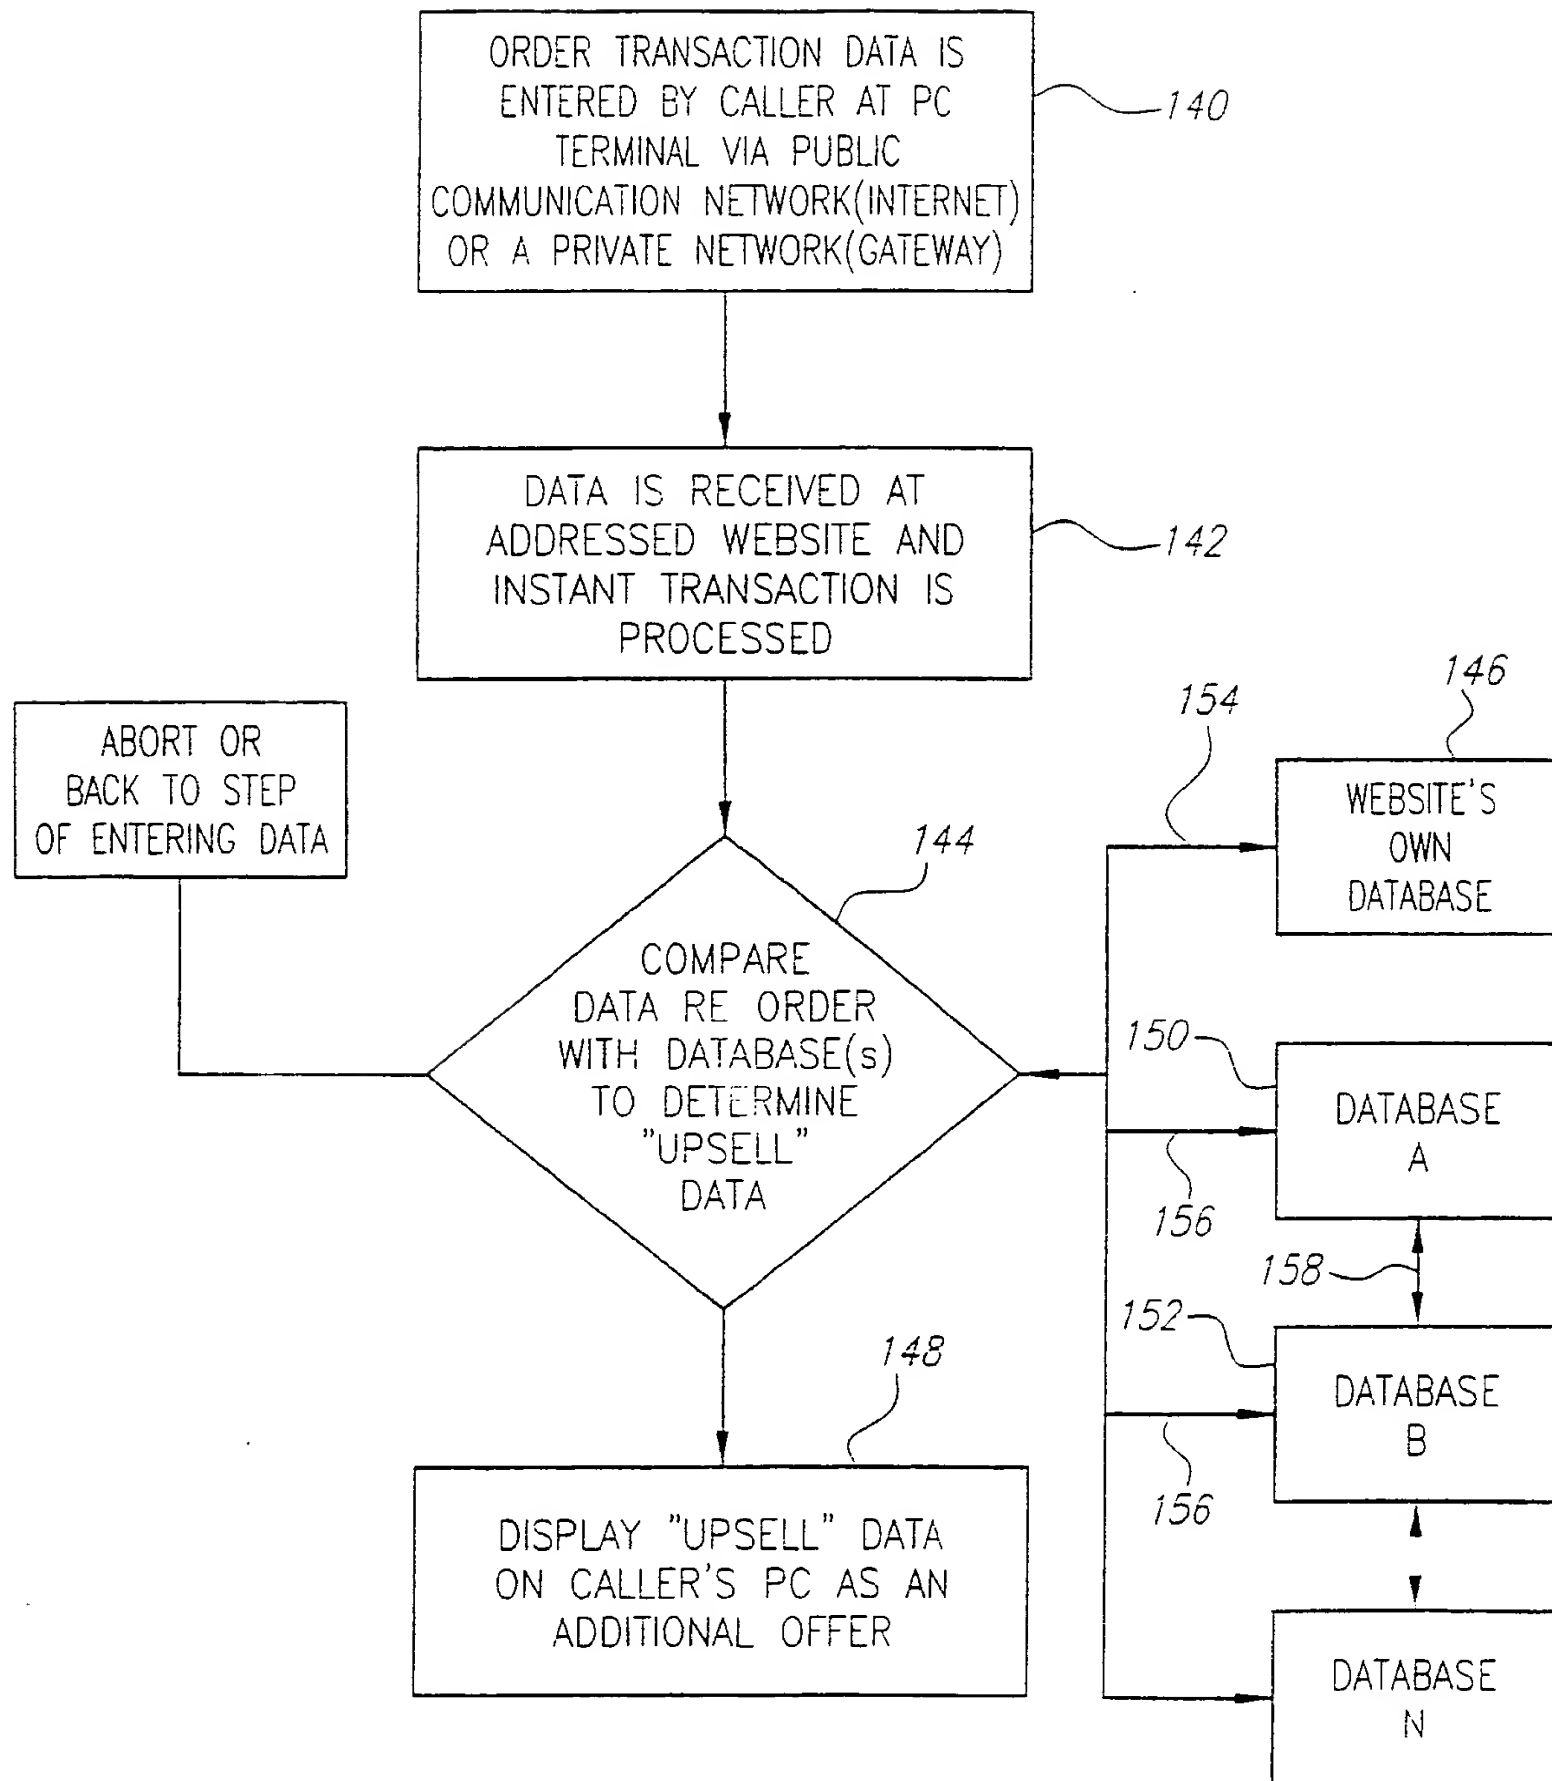 ORDER TRANSACTION DATA IS
ENTERED BY CALLER AT PC
TERMINAL VIA PUBLIC
COMMUNICATION NETWORK(INTERNET)
OR A PRIVATE NETWORK(GATEWAY)
140
DATA IS RECEIVED AT
ADDRESSED WEBSITE AND
INSTANT TRANSACTION IS
PROCESSED
142
ABORT OR
BACK TO STEP
OF ENTERING DATA
144
COMPARE
DATA RE ORDER
WITH DATABASE(s)
TO DETERMINE
"UPSELL"
DATA
154
146
WEBSITE'S
OWN
DATABASE
150
DATABASE
A
156
158
152
DATABASE
B
156
148
DISPLAY "UPSELL" DATA
ON CALLER'S PC AS AN
ADDITIONAL OFFER
DATABASE
N